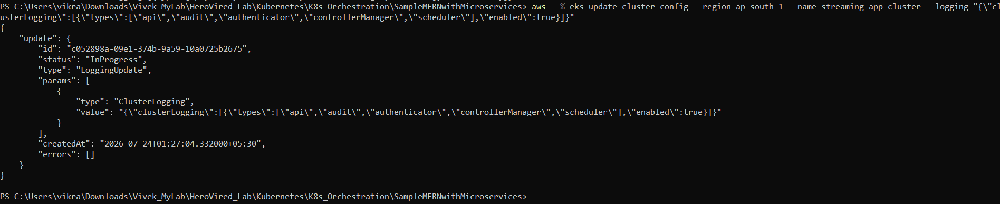 PS C:\Users\vikra\Downloads\Vivek_MyLab\HeroVired_Lab\Kubernetes\K8s_Orchestration\SampleMERNwithMicroservices> aws --% eks update-cluster-config --region ap-south-1 --name streaming-app-cluster --logging "{\"cl
usterLogging\":[{\"types\":[\"api\",\"audit\",\"authenticator\",\"controllerManager\",\"scheduler\"],\"enabled\":true}]}"
{
    "update": {
        "id": "c052898a-09e1-374b-9a59-10a0725b2675",
        "status": "InProgress",
        "type": "LoggingUpdate",
        "params": [
            {
                "type": "ClusterLogging",
                "value": "{\"clusterLogging\":[{\"types\":[\"api\",\"audit\",\"authenticator\",\"controllerManager\",\"scheduler\"],\"enabled\":true}]}"
            }
        ],
        "createdAt": "2026-07-24T01:27:04.332000+05:30",
        "errors": []
    }
}
PS C:\Users\vikra\Downloads\Vivek_MyLab\HeroVired_Lab\Kubernetes\K8s_Orchestration\SampleMERNwithMicroservices>